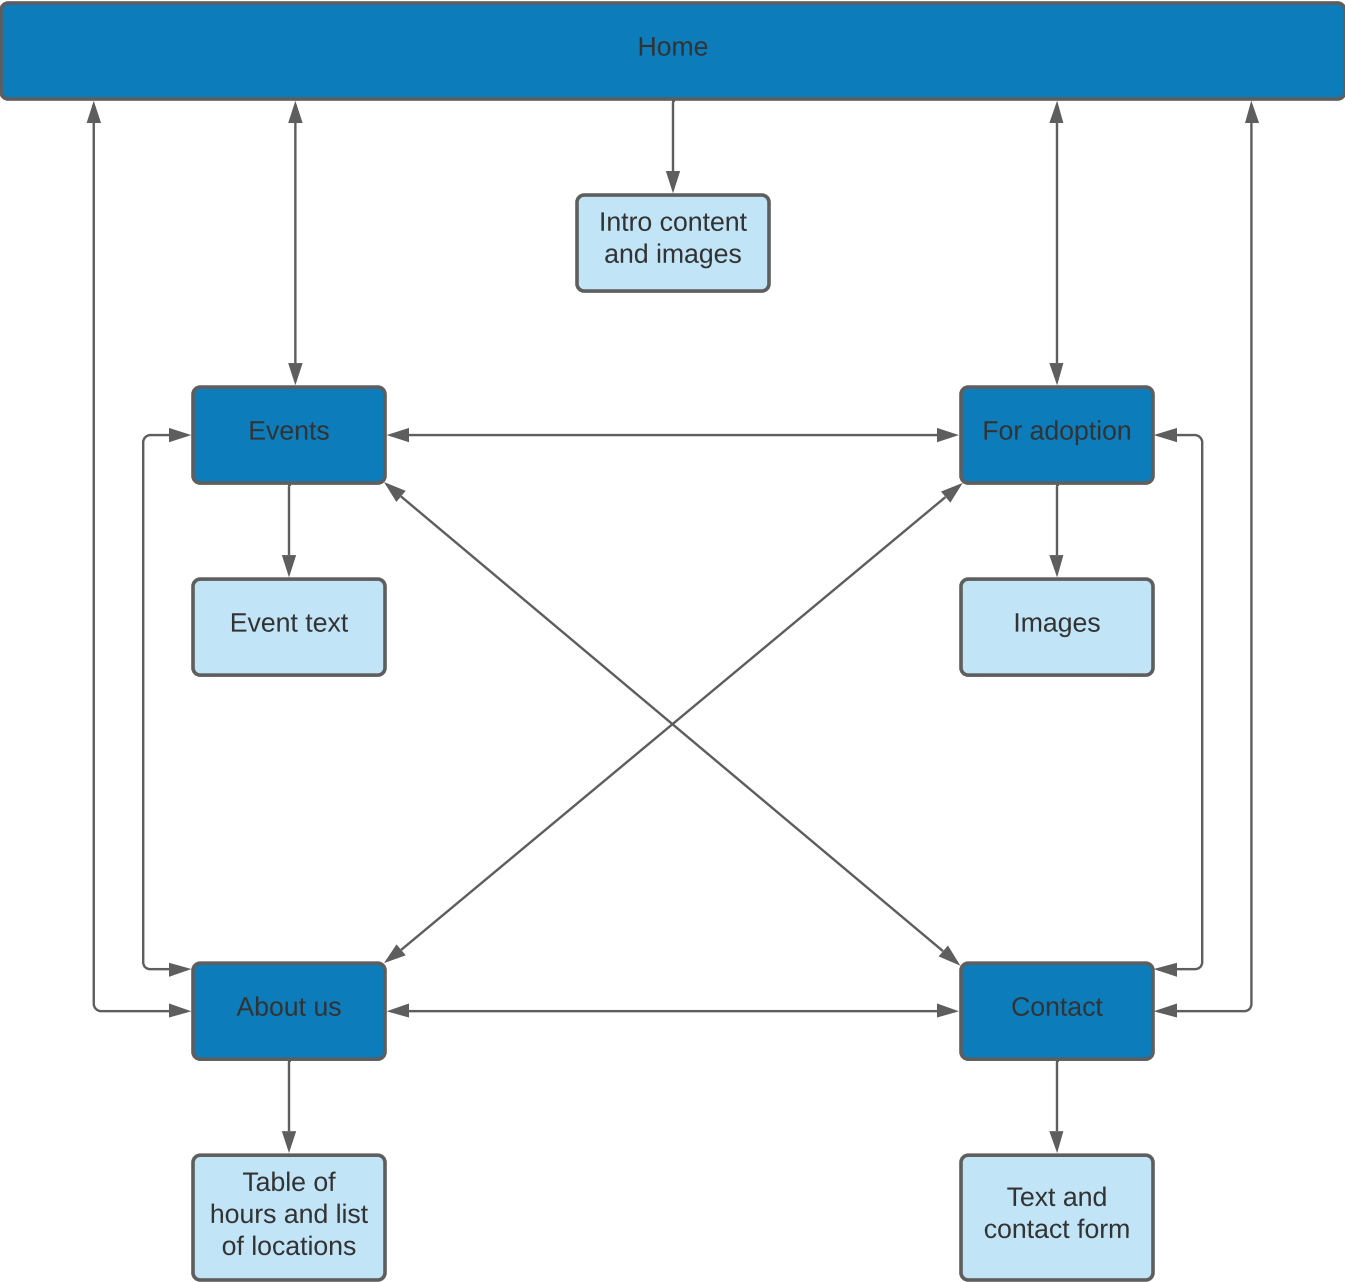 Home
Intro content
and images
Events
For adoption
Event text
Images
About us
Contact
Table of
hours and list
of locations
Text and
contact form